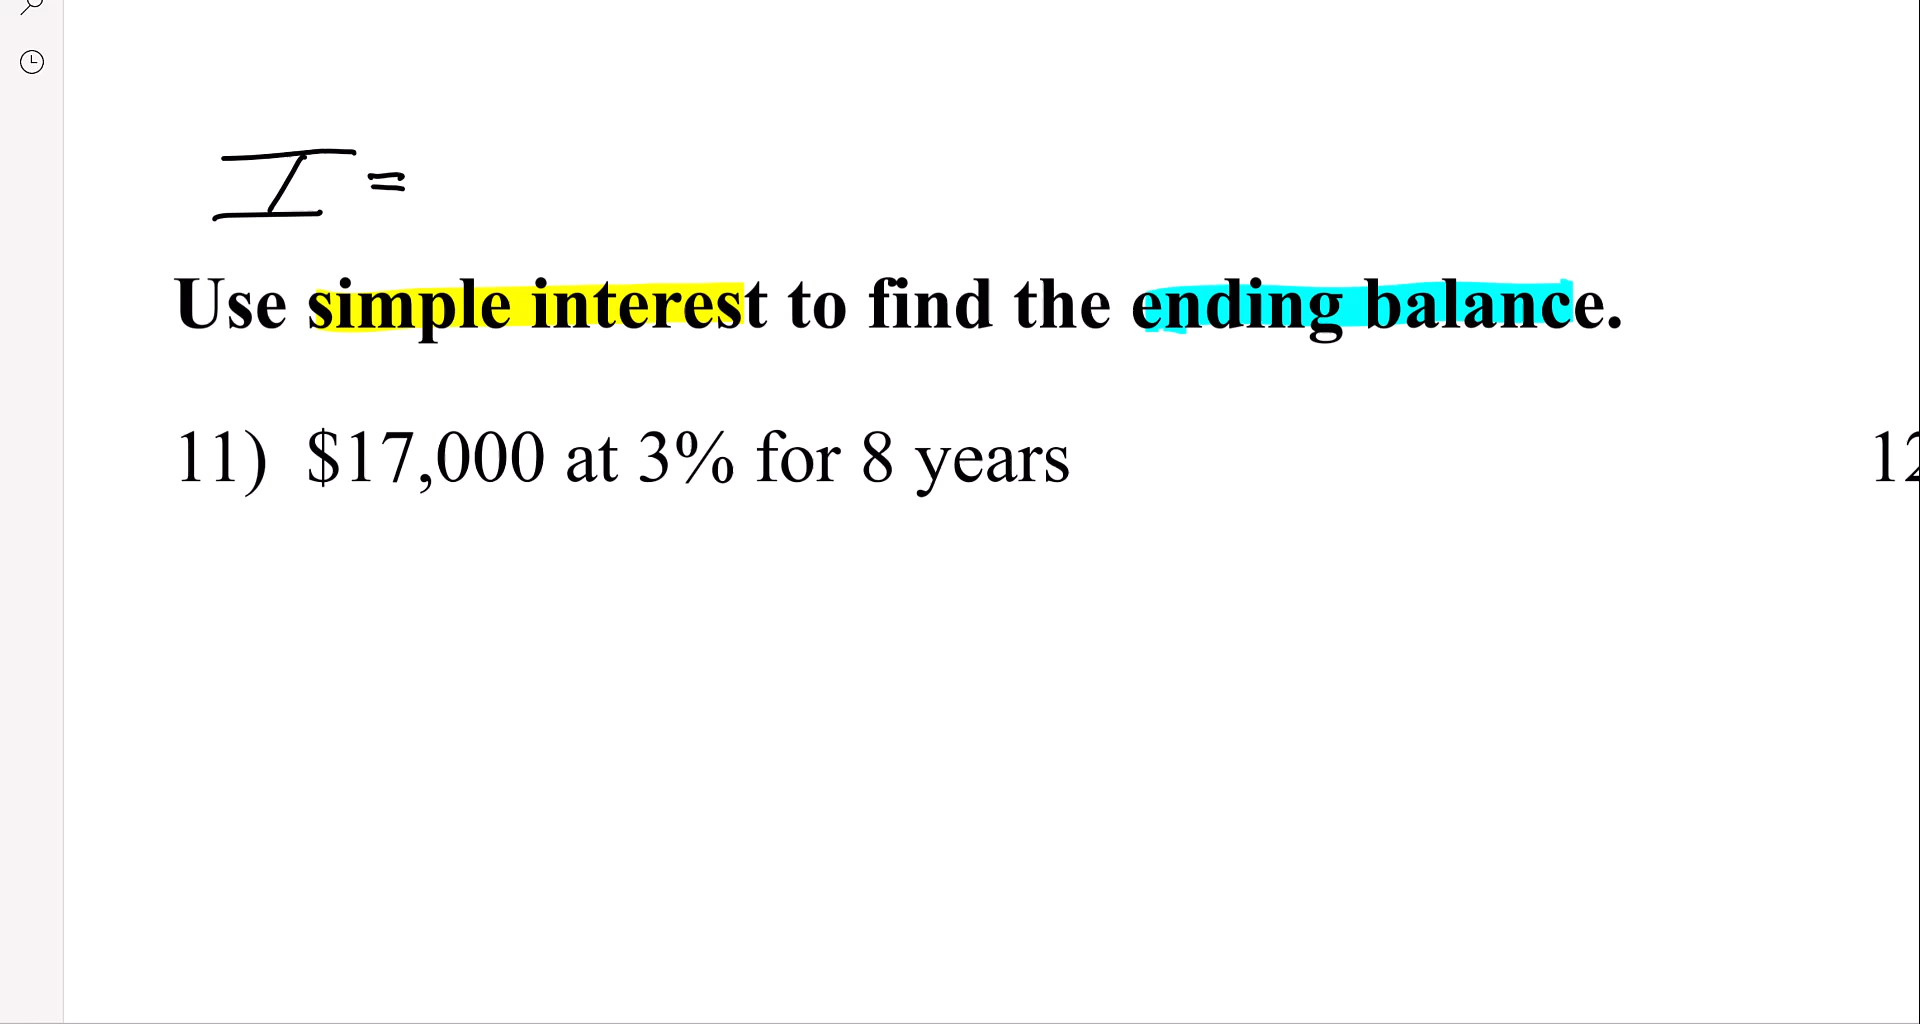 I =
Use simple interest to find the ending balance.
11) $17,000 at 3% for 8 years